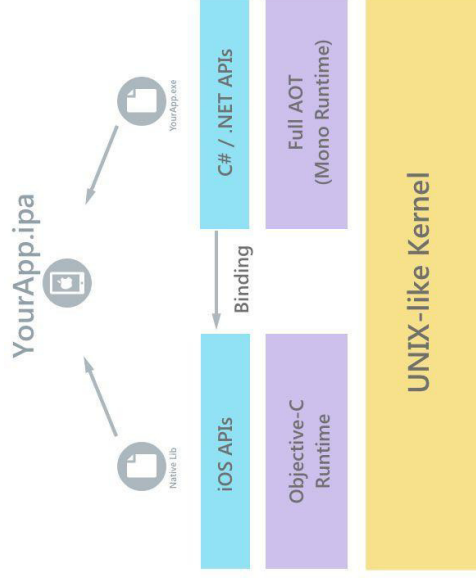 YourApp.ipa
Native Lib
YourApp.exe
iOS APIs
Binding
C# / .NET APIs
Objective-C
Runtime
Full AOT
(Mono Runtime)
UNIX-like Kernel